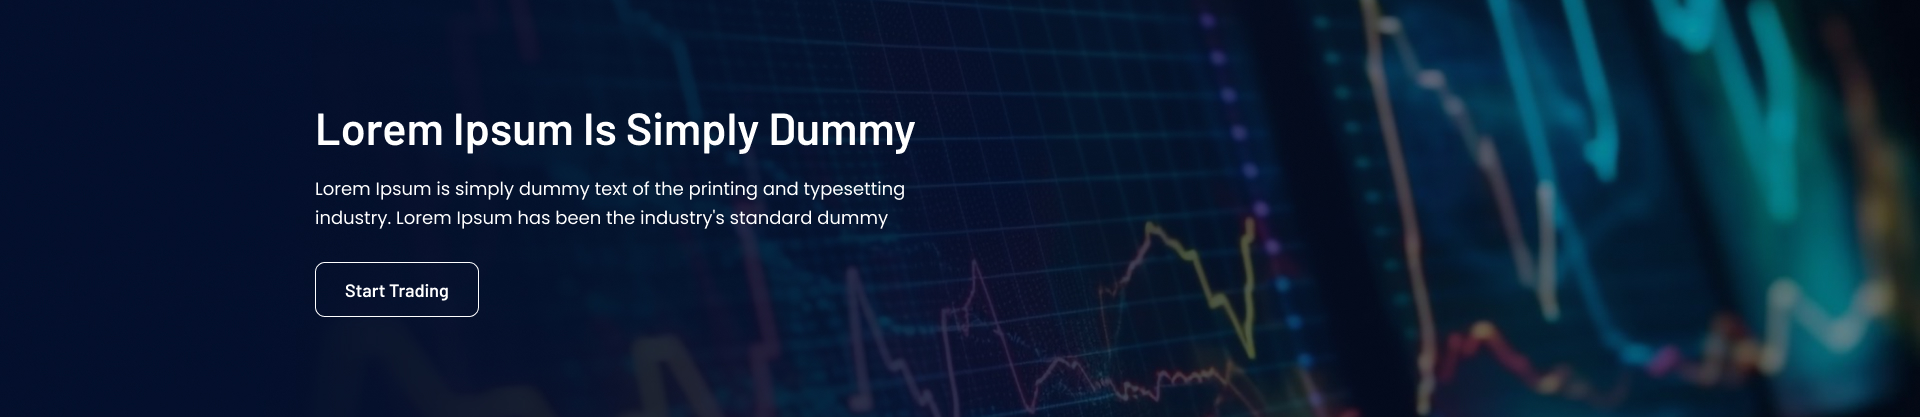 Lorem Ipsum Is Simply Dummy
Lorem Ipsum is simply dummy text of the printing and typesetting
industry. Lorem Ipsum has been the industry's standard dummy
Start Trading